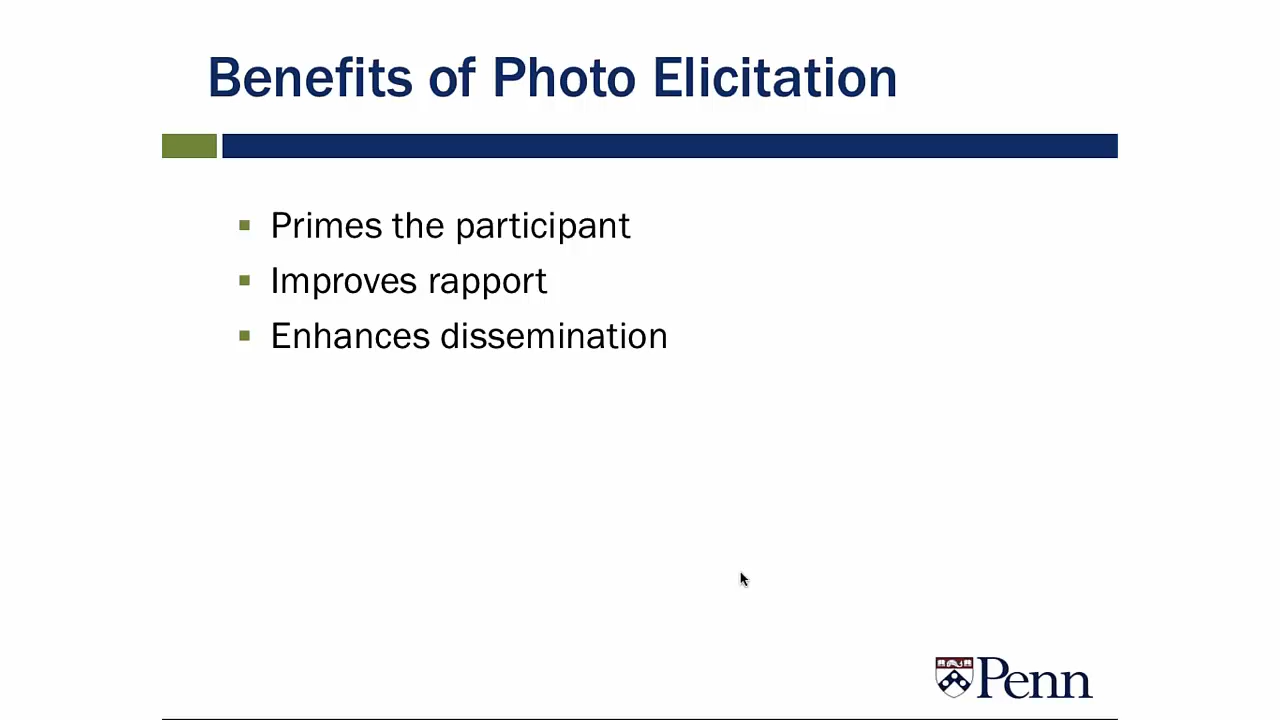 Benefits of Photo Elicitation
Primes the participant
Improves rapport
Enhances dissemination
Penn